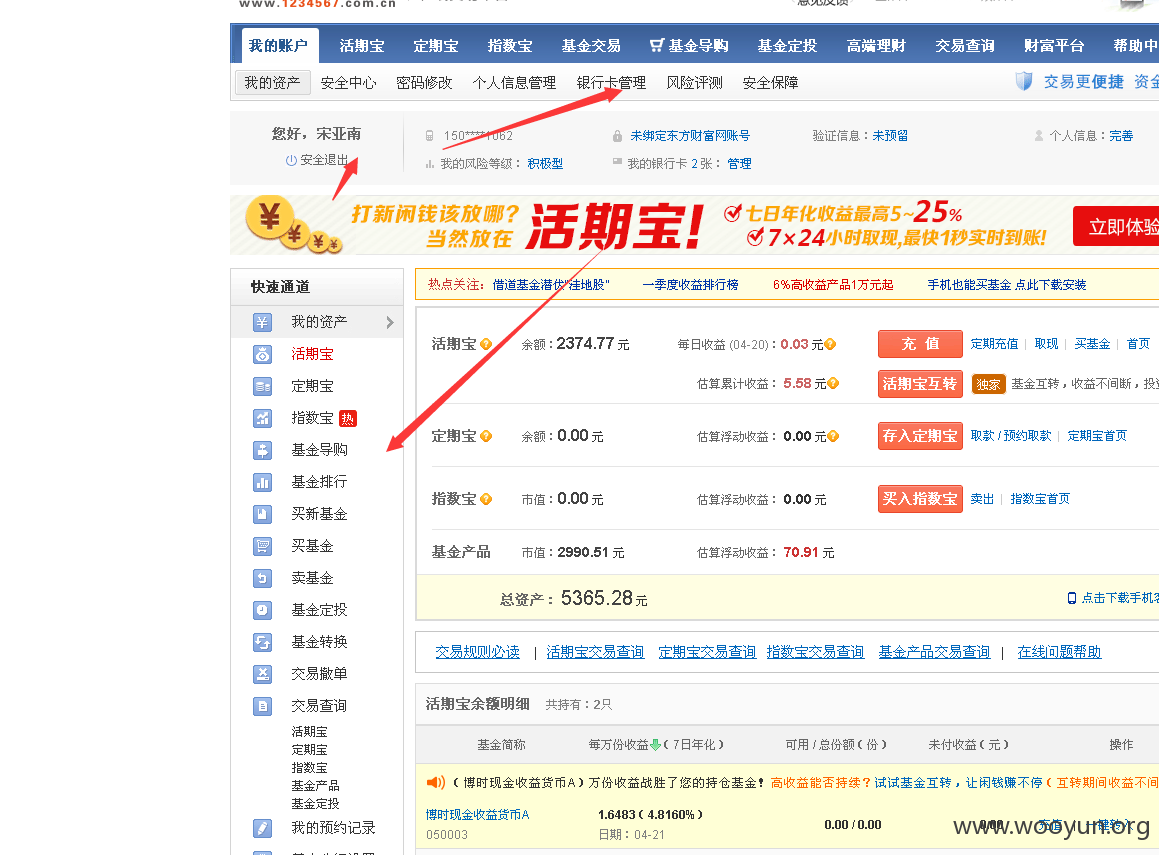 www.1234567.com.cn
我的账户 活期宝 定期宝 指数宝 基金交易 基金导购 基金定投 高端理财 交易查询 财富平台 帮助中
我的资产 安全中心 密码修改 个人信息管理 银行卡管理 风险评测 安全保障 交易更便捷 资金
您好，宋亚南 150****1062 未绑定东方财富网账号 验证信息：未预留 个人信息：完善
安全退出 我的风险等级：积极型 我的银行卡 2 张： 管理
打新闲钱该放哪？
当然放在 活期宝!
七日年化收益最高5~25%
7×24小时取现,最快1秒实时到账!
立即体验
快速通道
我的资产
活期宝
定期宝
指数宝 热
基金导购
基金排行
买新基金
买基金
卖基金
基金定投
基金转换
交易撤单
交易查询
活期宝
定期宝
指数宝
基金产品
基金定投
我的预约记录
热点关注： 借道基金潜伏"洼地股" 一季度收益排行榜 6%高收益产品1万元起 手机也能买基金 点此下载安装
活期宝 余额：2374.77 元 每日收益 (04-20)：0.03 元 充 值 定期充值 | 取现 | 买基金 | 首页
估算累计收益： 5.58 元 活期宝互转 独家 基金互转，收益不间断，投
定期宝 余额：0.00 元 估算浮动收益： 0.00 元 存入定期宝 取款 / 预约取款 | 定期宝首页
指数宝 市值：0.00 元 估算浮动收益： 0.00 元 买入指数宝 卖出 | 指数宝首页
基金产品 市值：2990.51 元 估算浮动收益： 70.91 元
总资产： 5365.28 元 点击下载手机客
交易规则必读 | 活期宝交易查询 定期宝交易查询 指数宝交易查询 基金产品交易查询 | 在线问题帮助
活期宝余额明细 共持有：2只
基金简称 每万份收益（7日年化） 可用 / 总份额（份） 未付收益（元） 操作
（博时现金收益货币A）万份收益战胜了您的持仓基金！ 高收益能否持续？试试基金互转，让闲钱赚不停（互转期间收益不间
博时现金收益货币A 1.6483（4.8160%） 0.00 / 0.00 0.00 充值
050003 日期：04-21
www.wooyun.org